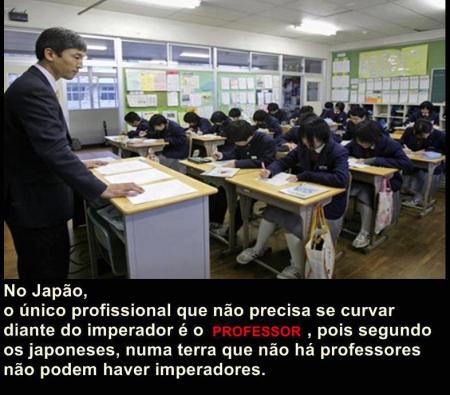 No Japão,
o único profissional que não precisa se curvar
diante do imperador é o PROFESSOR , pois segundo
os japoneses, numa terra que não há professores
não podem haver imperadores.